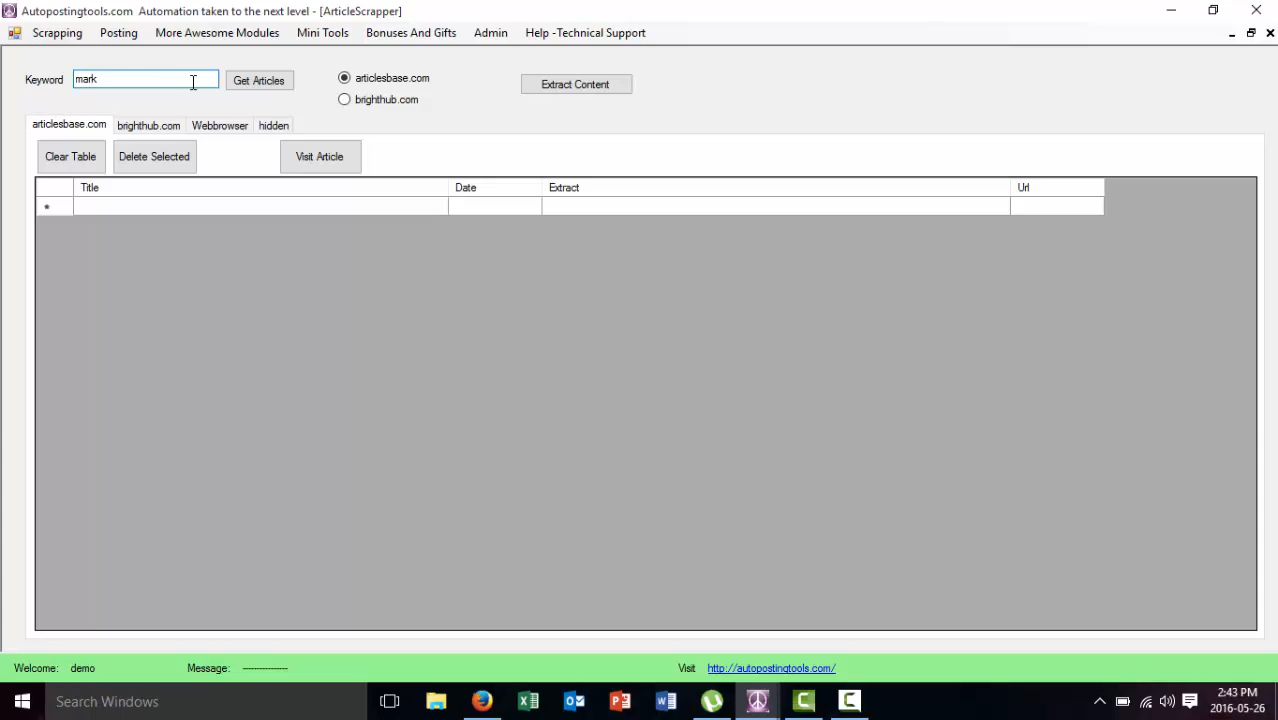 Autopostingtools.com Automation taken to the next level - [ArticleScrapper]
Scrapping Posting More Awesome Modules Mini Tools Bonuses And Gifts Admin Help -Technical Support
Keyword mark Get Articles articlesbase.com Extract Content
brighthub.com
articlesbase.com brighthub.com Webbrowser hidden
Clear Table Delete Selected Visit Article
Title Date Extract Url
*
Welcome: demo Message: --------------- Visit http://autopostingtools.com/
Search Windows 2:43 PM
2016-05-26